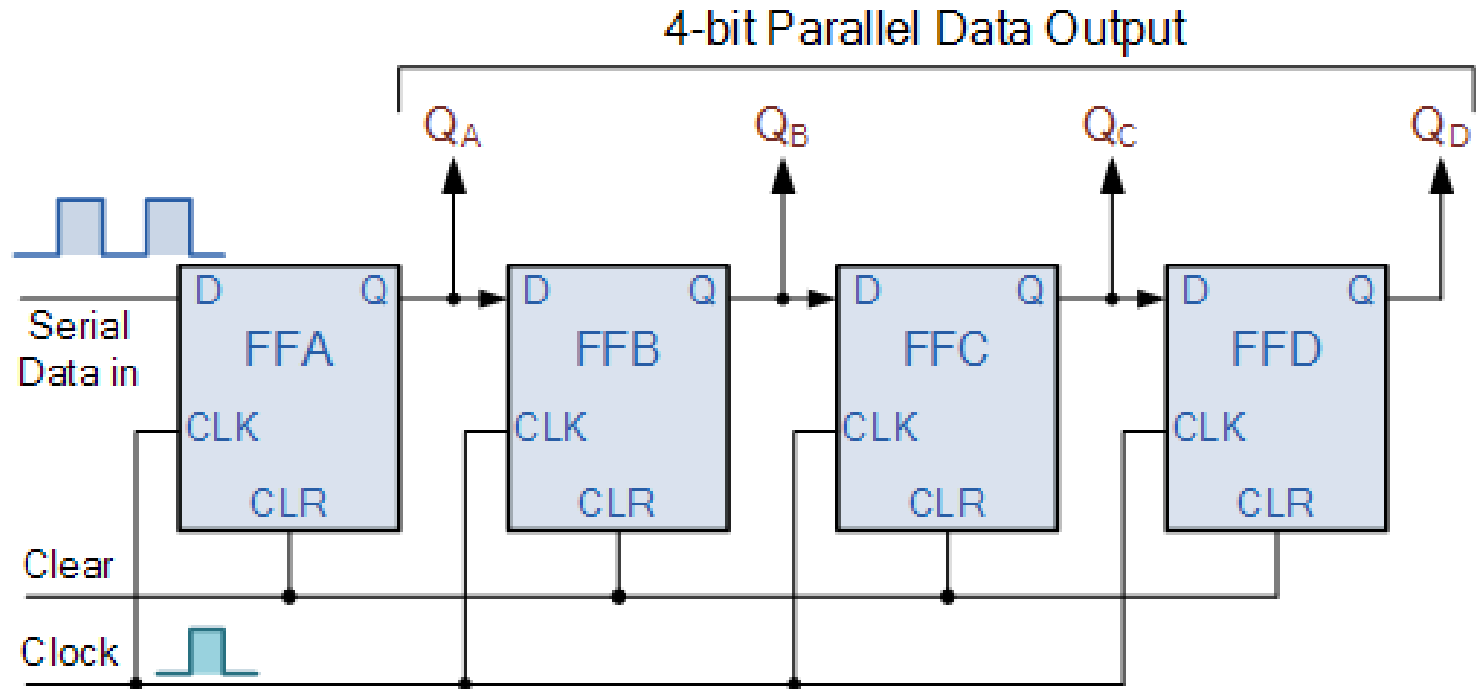 4-bit Parallel Data Output
QA QB QC QD
D Q D Q D Q D Q
Serial
Data in
FFA FFB FFC FFD
CLK CLK CLK CLK
CLR CLR CLR CLR
Clear
Clock